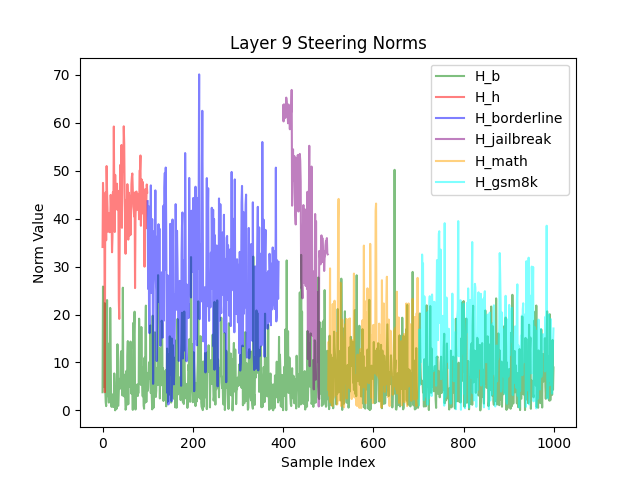 Layer 9 Steering Norms
70
60
50
40
30
20
10
0
Norm Value
H_b
H_h
H_borderline
H_jailbreak
H_math
H_gsm8k
0
200
400
600
800
1000
Sample Index